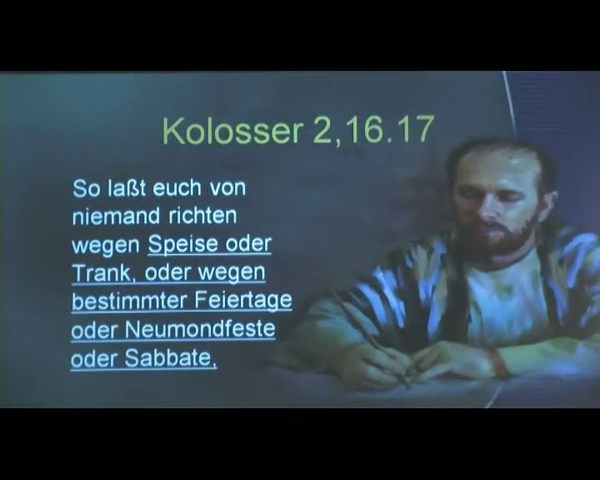 Kolosser 2,16.17
So laßt euch von
niemand richten
wegen Speise oder
Trank, oder wegen
bestimmter Feiertage
oder Neumondfeste
oder Sabbate,